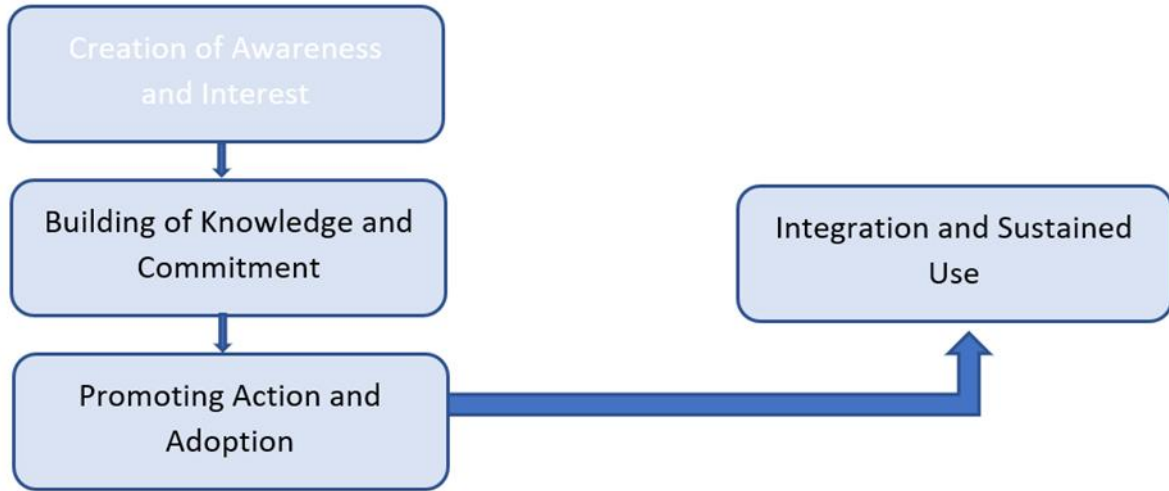 Creation of Awareness
and Interest
Building of Knowledge and
Commitment
Promoting Action and
Adoption
Integration and Sustained
Use